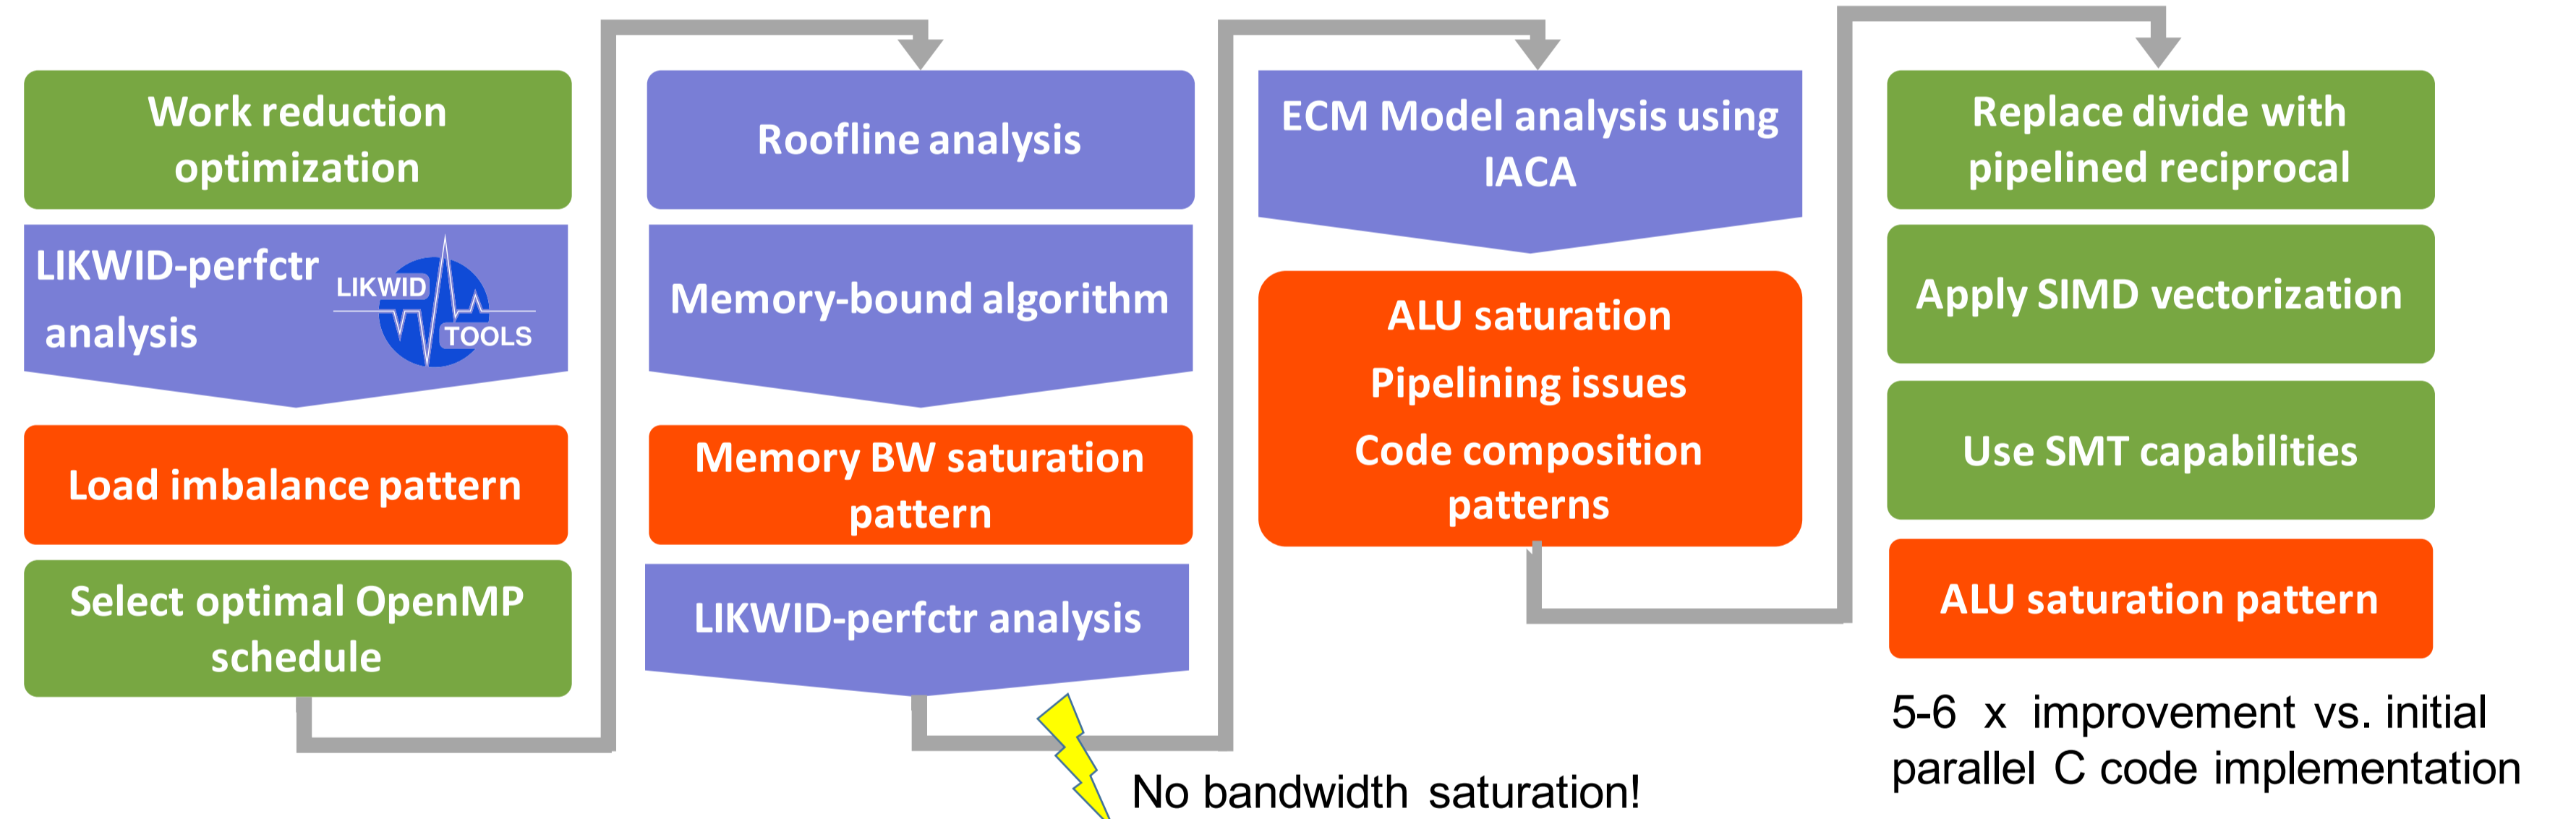 Work reduction
optimization
LIKWID-perfctr
analysis
LIKWID
TOOLS
Load imbalance pattern
Select optimal OpenMP
schedule
Roofline analysis
Memory-bound algorithm
Memory BW saturation
pattern
LIKWID-perfctr analysis
No bandwidth saturation!
ECM Model analysis using
IACA
ALU saturation
Pipelining issues
Code composition
patterns
Replace divide with
pipelined reciprocal
Apply SIMD vectorization
Use SMT capabilities
ALU saturation pattern
5-6 x improvement vs. initial
parallel C code implementation